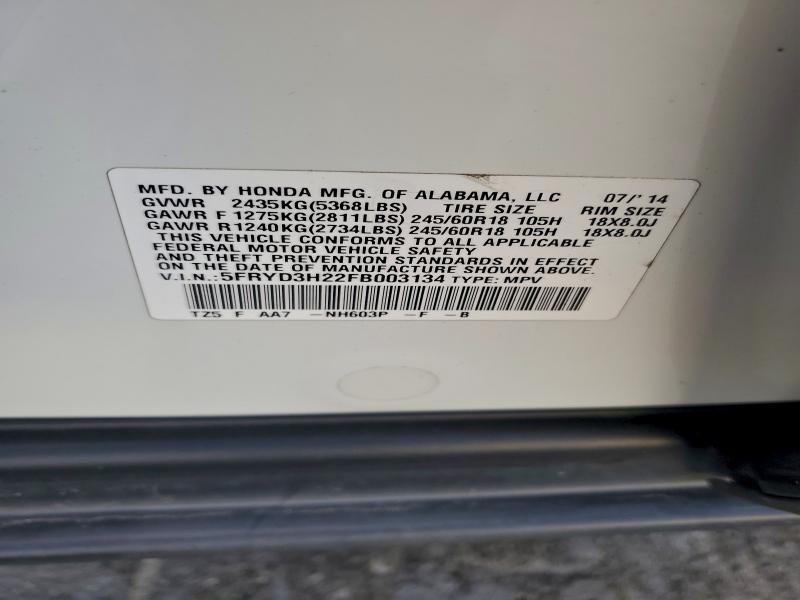 MFD. BY HONDA MFG. OF ALABAMA, LLC 07/'14
GVWR 2435KG(5368LBS) TIRE SIZE RIM SIZE
GAWR F 1275KG(2811LBS) 245/60R18 105H 18X8.0J
GAWR R1240KG(2734LBS) 245/60R18 105H 18X8.0J
THIS VEHICLE CONFORMS TO ALL APPLICABLE
FEDERAL MOTOR VEHICLE SAFETY
AND THEFT PREVENTION STANDARDS IN EFFECT
ON THE DATE OF MANUFACTURE SHOWN ABOVE.
V.I.N.:5FRYD3H22FB003134 TYPE: MPV
TZ5 F AA7 -NH603P -F -B